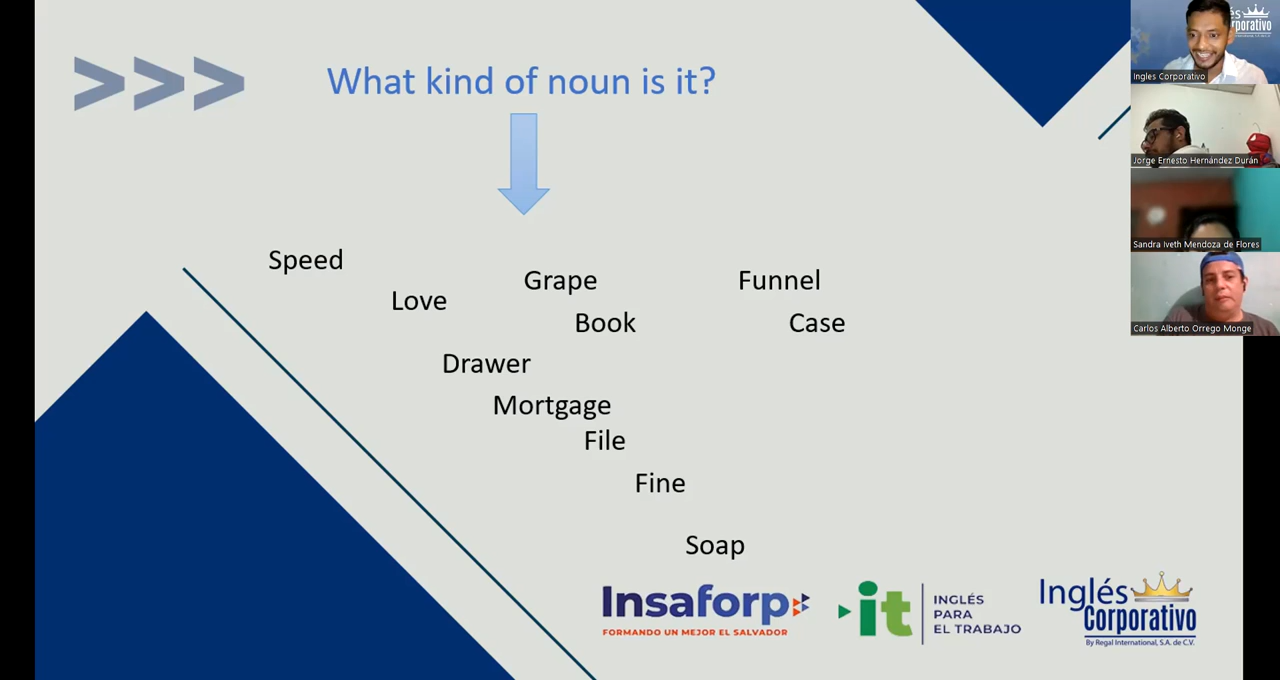 >>>
What kind of noun is it?
Speed
Love
Grape
Book
Funnel
Case
Drawer
Mortgage
File
Fine
Soap
Insaforp
FORMANDO UN MEJOR EL SALVADOR
it
INGLÉS
PARA
EL TRABAJO
Inglés
Corporativo
By Regal International, S.A. de C.V.
Ingles Corporativo
Jorge Ernesto Hernández Durán
Sandra Iveth Mendoza de Flores
Carlos Alberto Orrego Monge